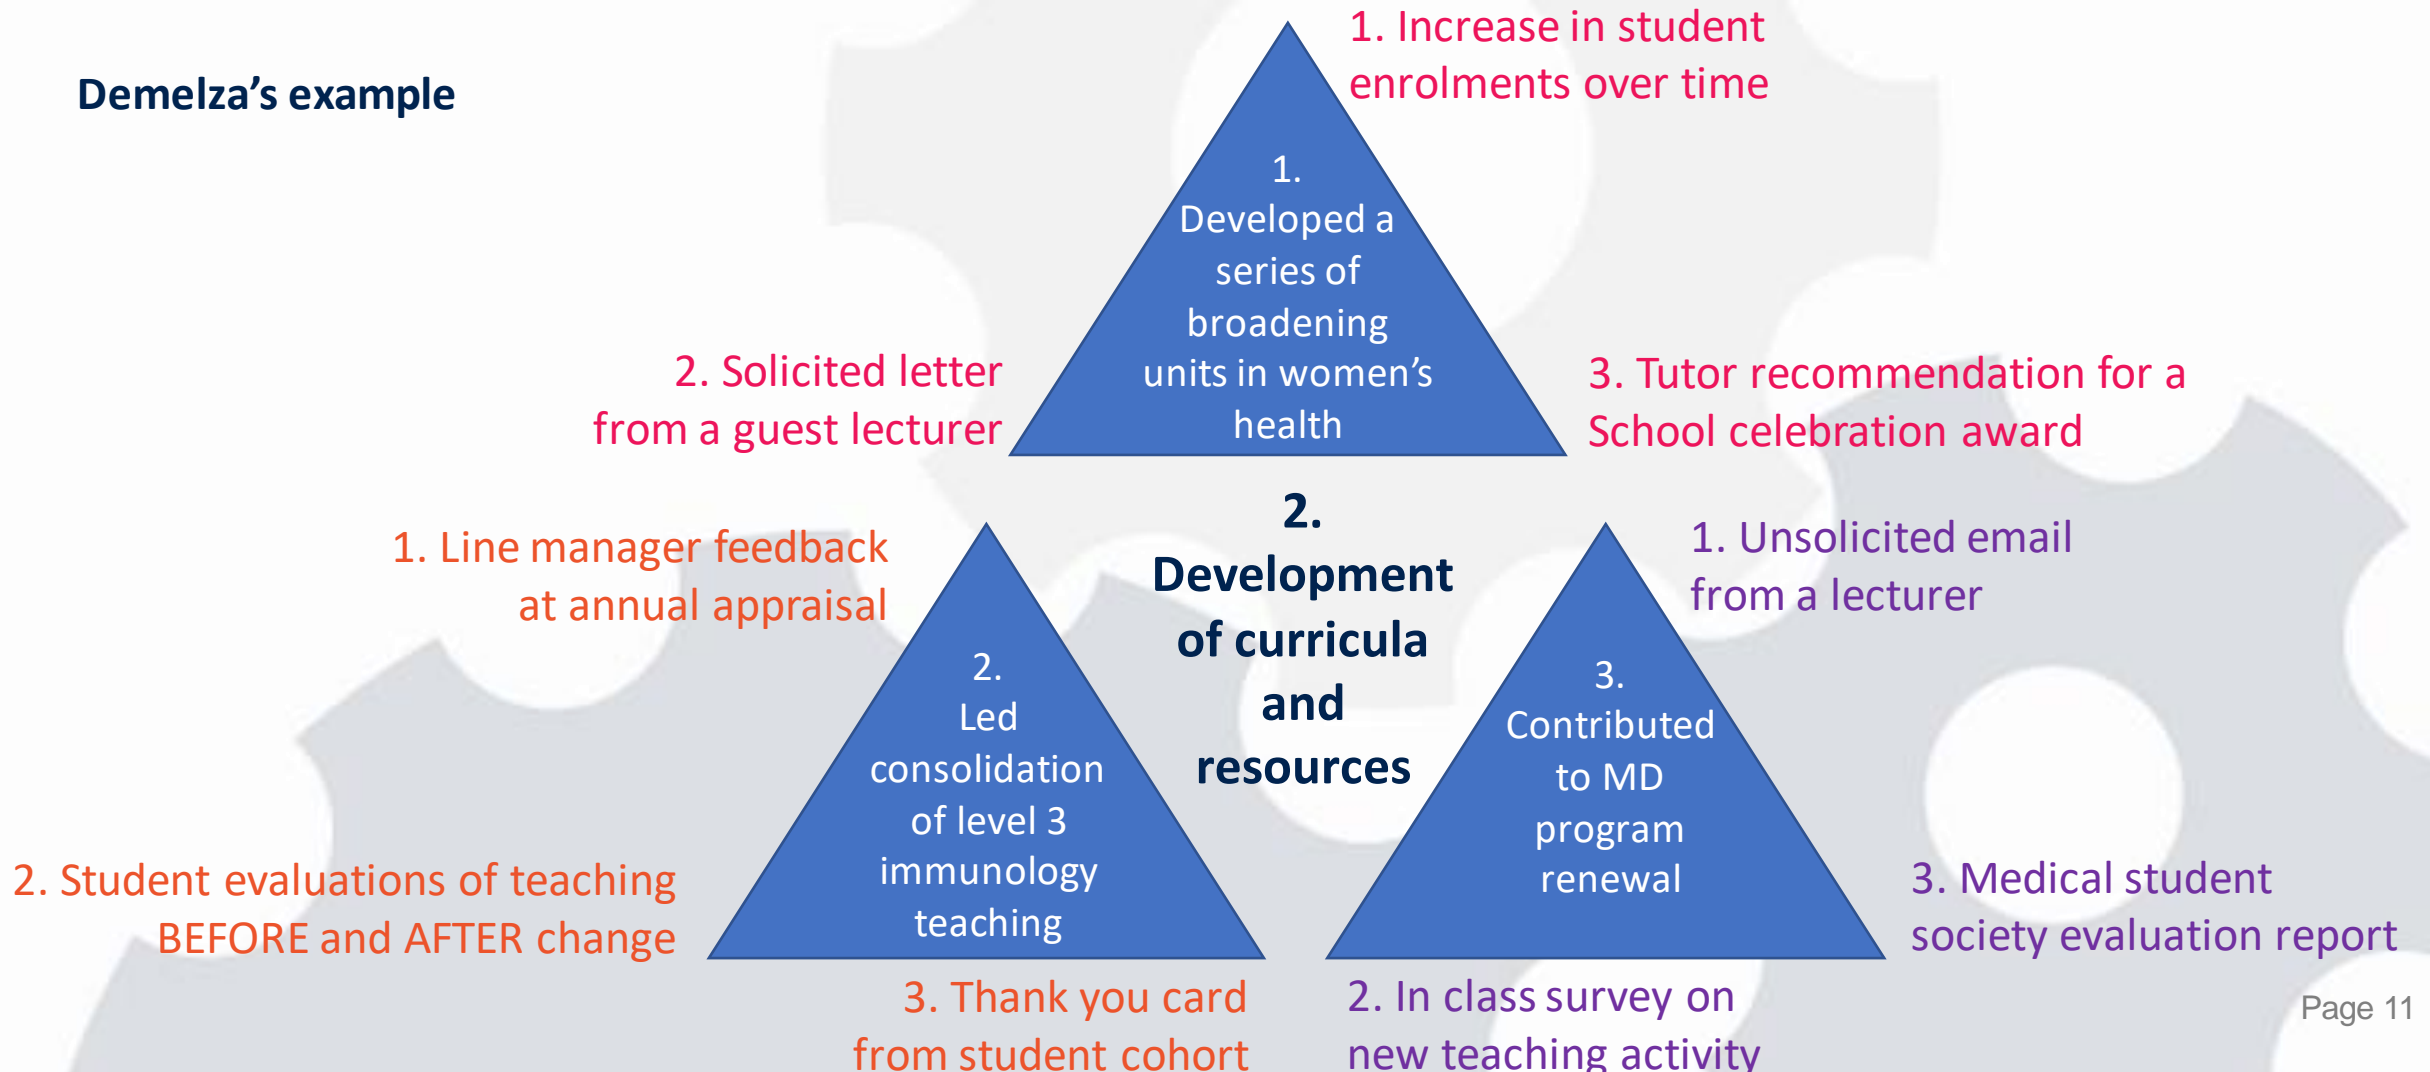 Demelza’s example
1. Increase in student
enrolments over time
1.
Developed a
series of
broadening
units in women’s
health
2. Solicited letter
from a guest lecturer
3. Tutor recommendation for a
School celebration award
2.
Development
of curricula
and
resources
1. Line manager feedback
at annual appraisal
2.
Led
consolidation
of level 3
immunology
teaching
2. Student evaluations of teaching
BEFORE and AFTER change
3. Thank you card
from student cohort
1. Unsolicited email
from a lecturer
3.
Contributed
to MD
program
renewal
2. In class survey on
new teaching activity
3. Medical student
society evaluation report
Page 11